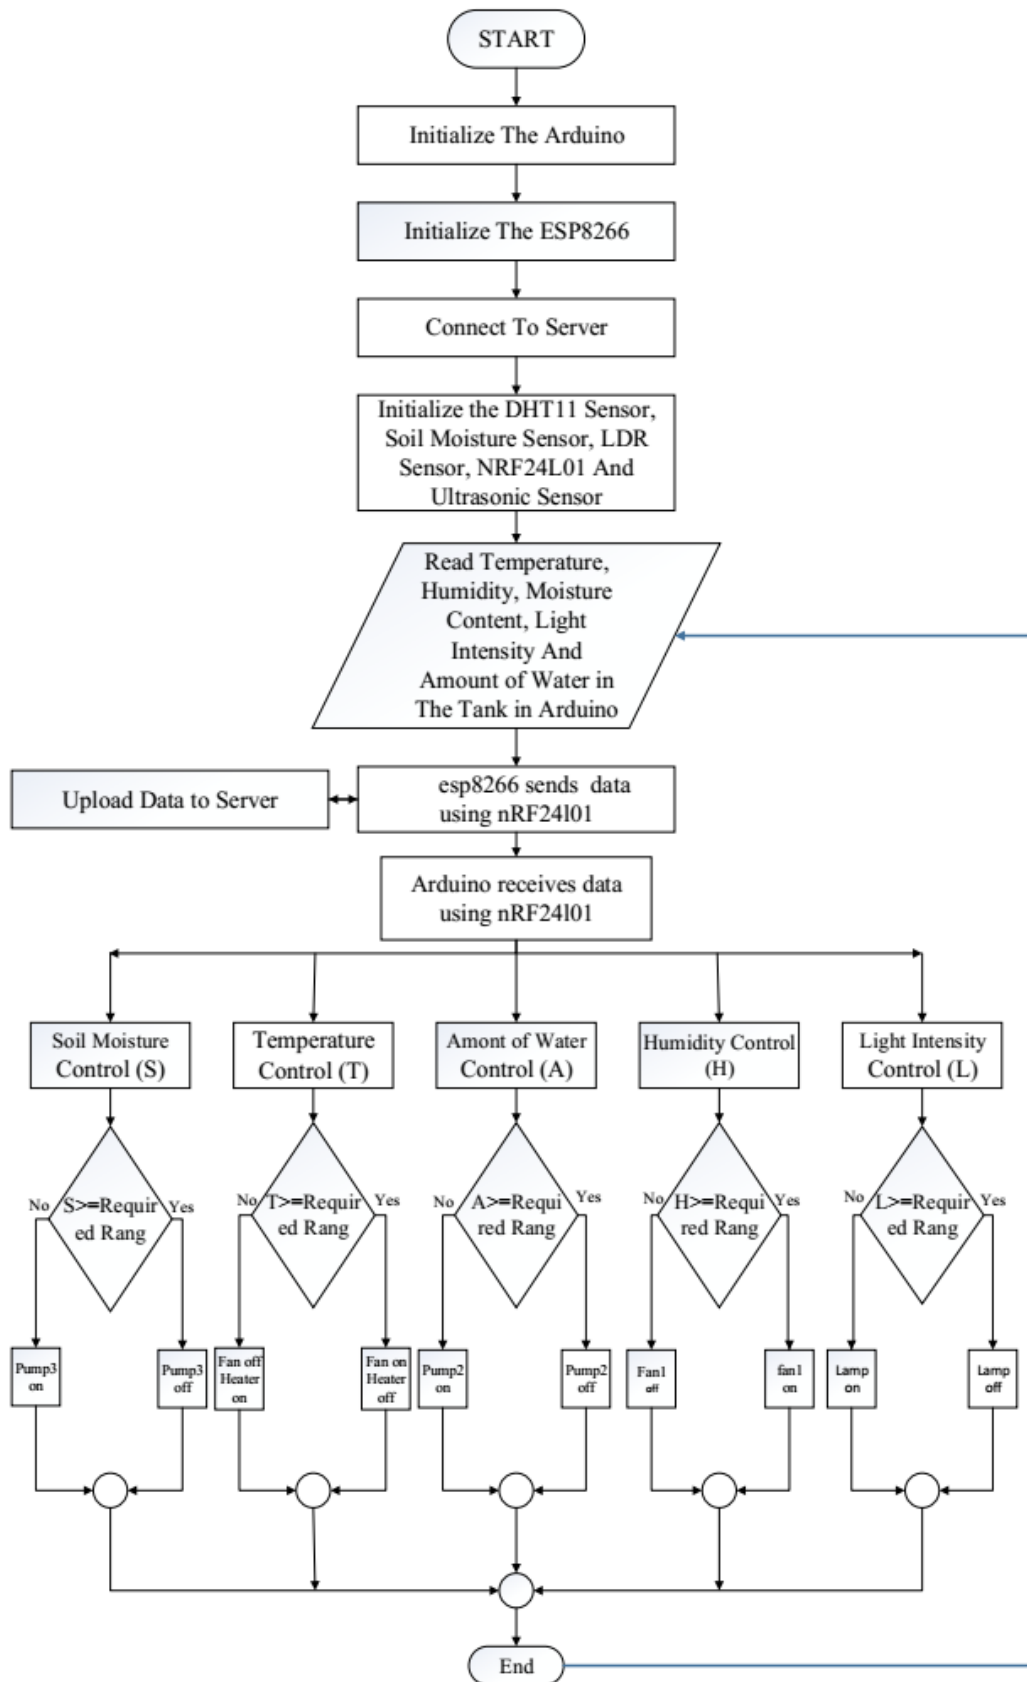 START
Initialize The Arduino
Initialize The ESP8266
Connect To Server
Initialize the DHT11 Sensor,
Soil Moisture Sensor, LDR
Sensor, NRF24L01 And
Ultrasonic Sensor
Read Temperature,
Humidity, Moisture
Content, Light
Intensity And
Amount of Water in
The Tank in Arduino
Upload Data to Server
esp8266 sends data
using nRF24l01
Arduino receives data
using nRF24l01
Soil Moisture
Control (S)
Temperature
Control (T)
Amont of Water
Control (A)
Humidity Control
(H)
Light Intensity
Control (L)
No
S>=Requir
ed Rang
Yes
No
T>=Requir
ed Rang
Yes
No
A>=Requi
red Rang
Yes
No
H>=Requi
red Rang
Yes
No
L>=Requir
ed Rang
Yes
Pump3
on
Pump3
off
Fan off
Heater
on
Fan on
Heater
off
Pump2
on
Pump2
off
Fan1
off
fan1
on
Lamp
on
Lamp
off
End